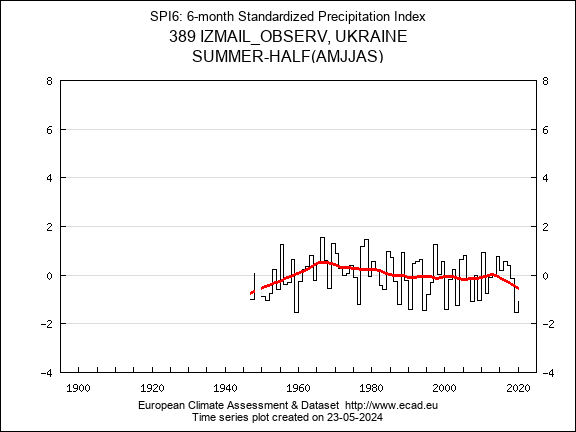 SPI6: 6-month Standardized Precipitation Index
389 IZMAIL_OBSERV, UKRAINE
SUMMER-HALF(AMJJAS)
8 8
6 6
4 4
2 2
0 0
−2 −2
−4 −4
1900 1920 1940 1960 1980 2000 2020
European Climate Assessment & Dataset http://www.ecad.eu
Time series plot created on 23-05-2024